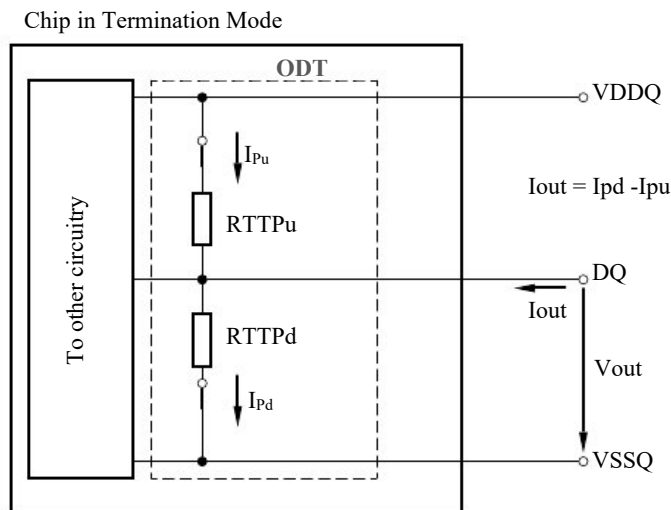 Chip in Termination Mode
ODT
VDDQ
IPu
Iout = Ipd -Ipu
RTTPu
To other circuitry
DQ
Iout
RTTPd
Vout
IPd
VSSQ